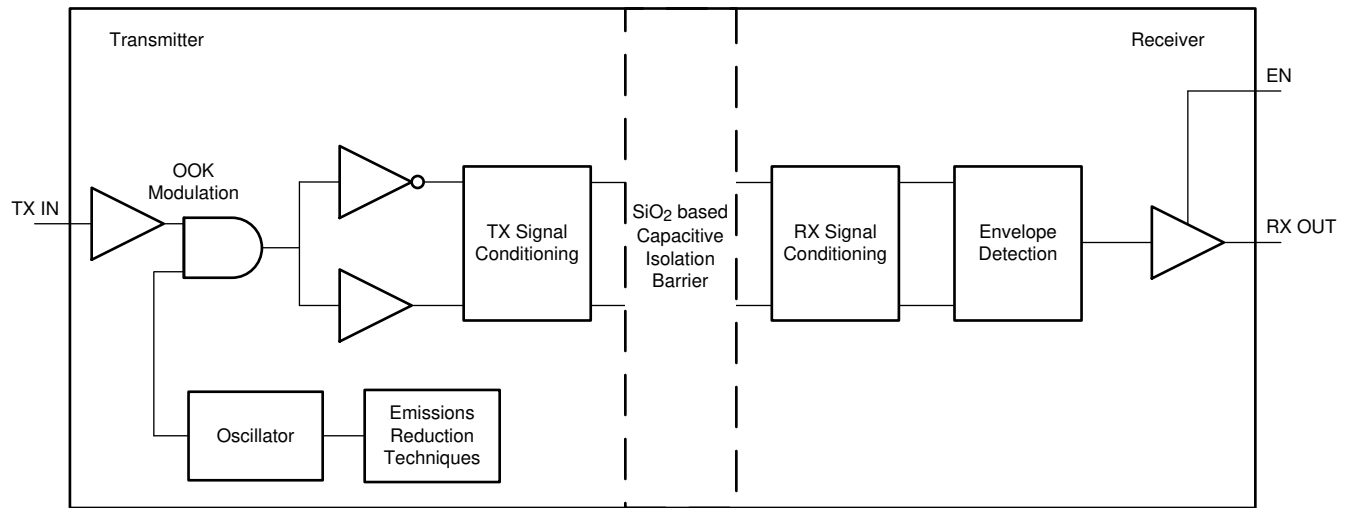 Transmitter
Receiver
EN
OOK
Modulation
TX IN
TX Signal
Conditioning
SiO2 based
Capacitive
Isolation
Barrier
RX Signal
Conditioning
Envelope
Detection
RX OUT
Oscillator
Emissions
Reduction
Techniques